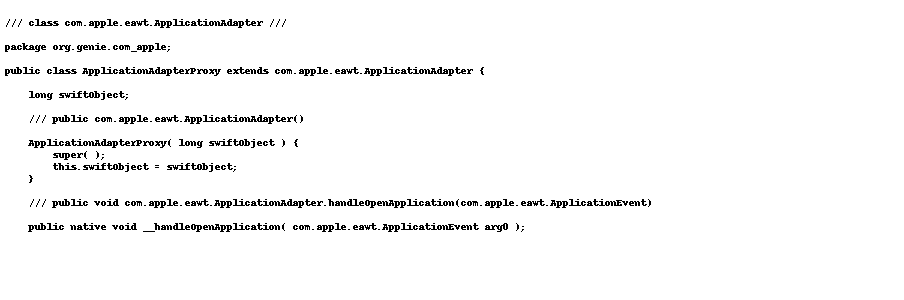 /// class com.apple.eawt.ApplicationAdapter ///
package org.genie.com_apple;
public class ApplicationAdapterProxy extends com.apple.eawt.ApplicationAdapter {
long swiftObject;
/// public com.apple.eawt.ApplicationAdapter()
ApplicationAdapterProxy( long swiftObject ) {
super( );
this.swiftObject = swiftObject;
}
/// public void com.apple.eawt.ApplicationAdapter.handleOpenApplication(com.apple.eawt.ApplicationEvent)
public native void __handleOpenApplication( com.apple.eawt.ApplicationEvent arg0 );